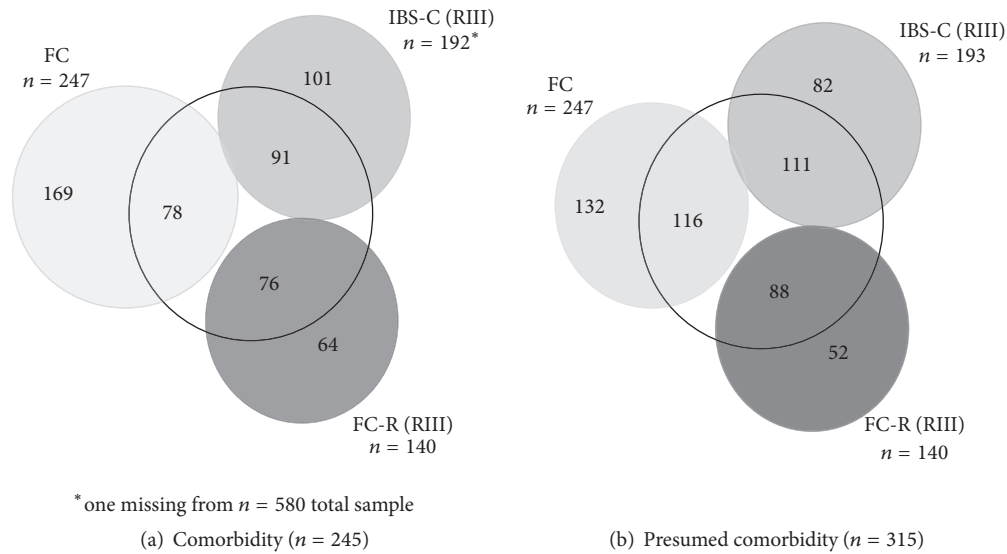 IBS-C (RIII)
n = 192*
FC
n = 247
101
91
169
78
76
64
FC-R (RIII)
n = 140
*one missing from n = 580 total sample
(a) Comorbidity (n = 245)
IBS-C (RIII)
n = 193
FC
n = 247
82
111
132
116
88
52
FC-R (RIII)
n = 140
(b) Presumed comorbidity (n = 315)